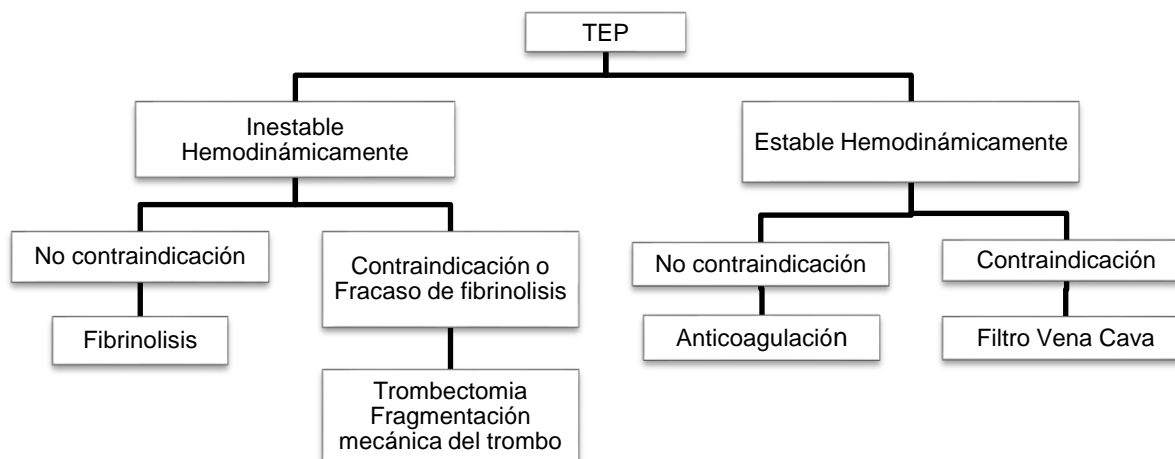 TEP
Inestable
Hemodinámicamente
Estable Hemodinámicamente
No contraindicación
Contraindicación o
Fracaso de fibrinolisis
No contraindicación
Contraindicación
Fibrinolisis
Anticoagulación
Filtro Vena Cava
Trombectomia
Fragmentación
mecánica del trombo